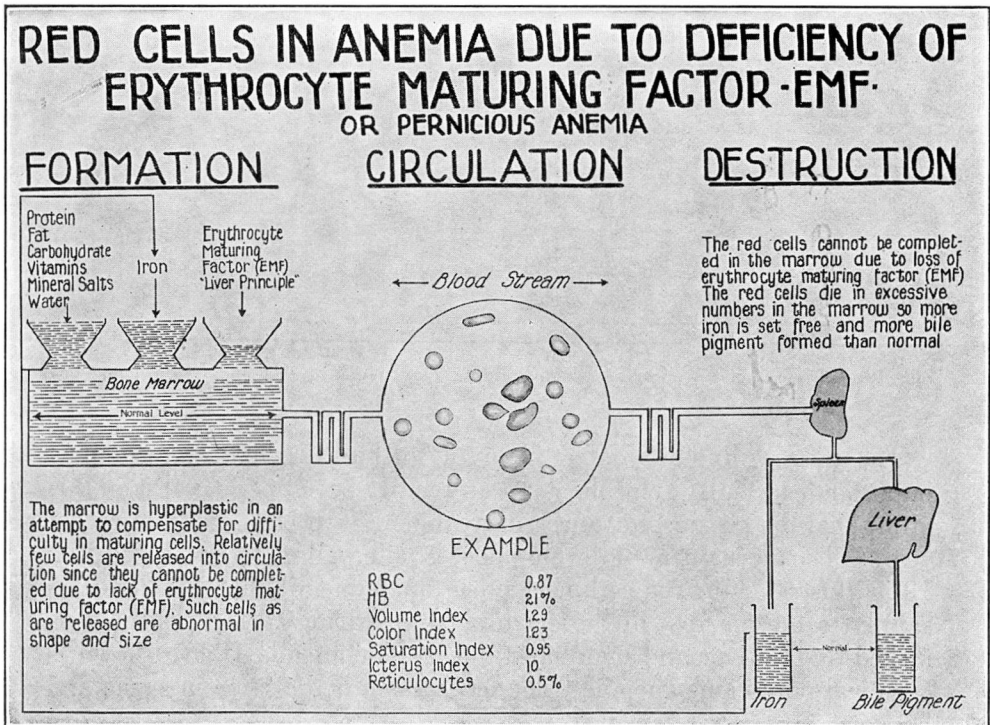 RED CELLS IN ANEMIA DUE TO DEFICIENCY OF
ERYTHROCYTE MATURING FACTOR -EMF-
OR PERNICIOUS ANEMIA
FORMATION
Protein
Fat
Carbohydrate
Vitamins
Mineral Salts
Water
Iron
Erythrocyte
Maturing
Factor (EMF)
"Liver Principle"
Bone Marrow
Normal Level
The marrow is hyperplastic in an
attempt to compensate for diffi-
culty in maturing cells. Relatively
few cells are released into circula-
tion since they cannot be complet-
ed due to lack of erythrocyte mat-
uring factor (EMF). Such cells as
are released are abnormal in
shape and size
CIRCULATION
Blood Stream
EXAMPLE
RBC 0.87
HB 21%
Volume Index 1.29
Color Index 1.23
Saturation Index 0.95
Icterus Index 10
Reticulocytes 0.5%
DESTRUCTION
The red cells cannot be complet-
ed in the marrow due to loss of
erythrocyte maturing factor (EMF)
The red cells die in excessive
numbers in the marrow so more
iron is set free and more bile
pigment formed than normal
Spleen
Liver
Normal
Iron
Bile Pigment